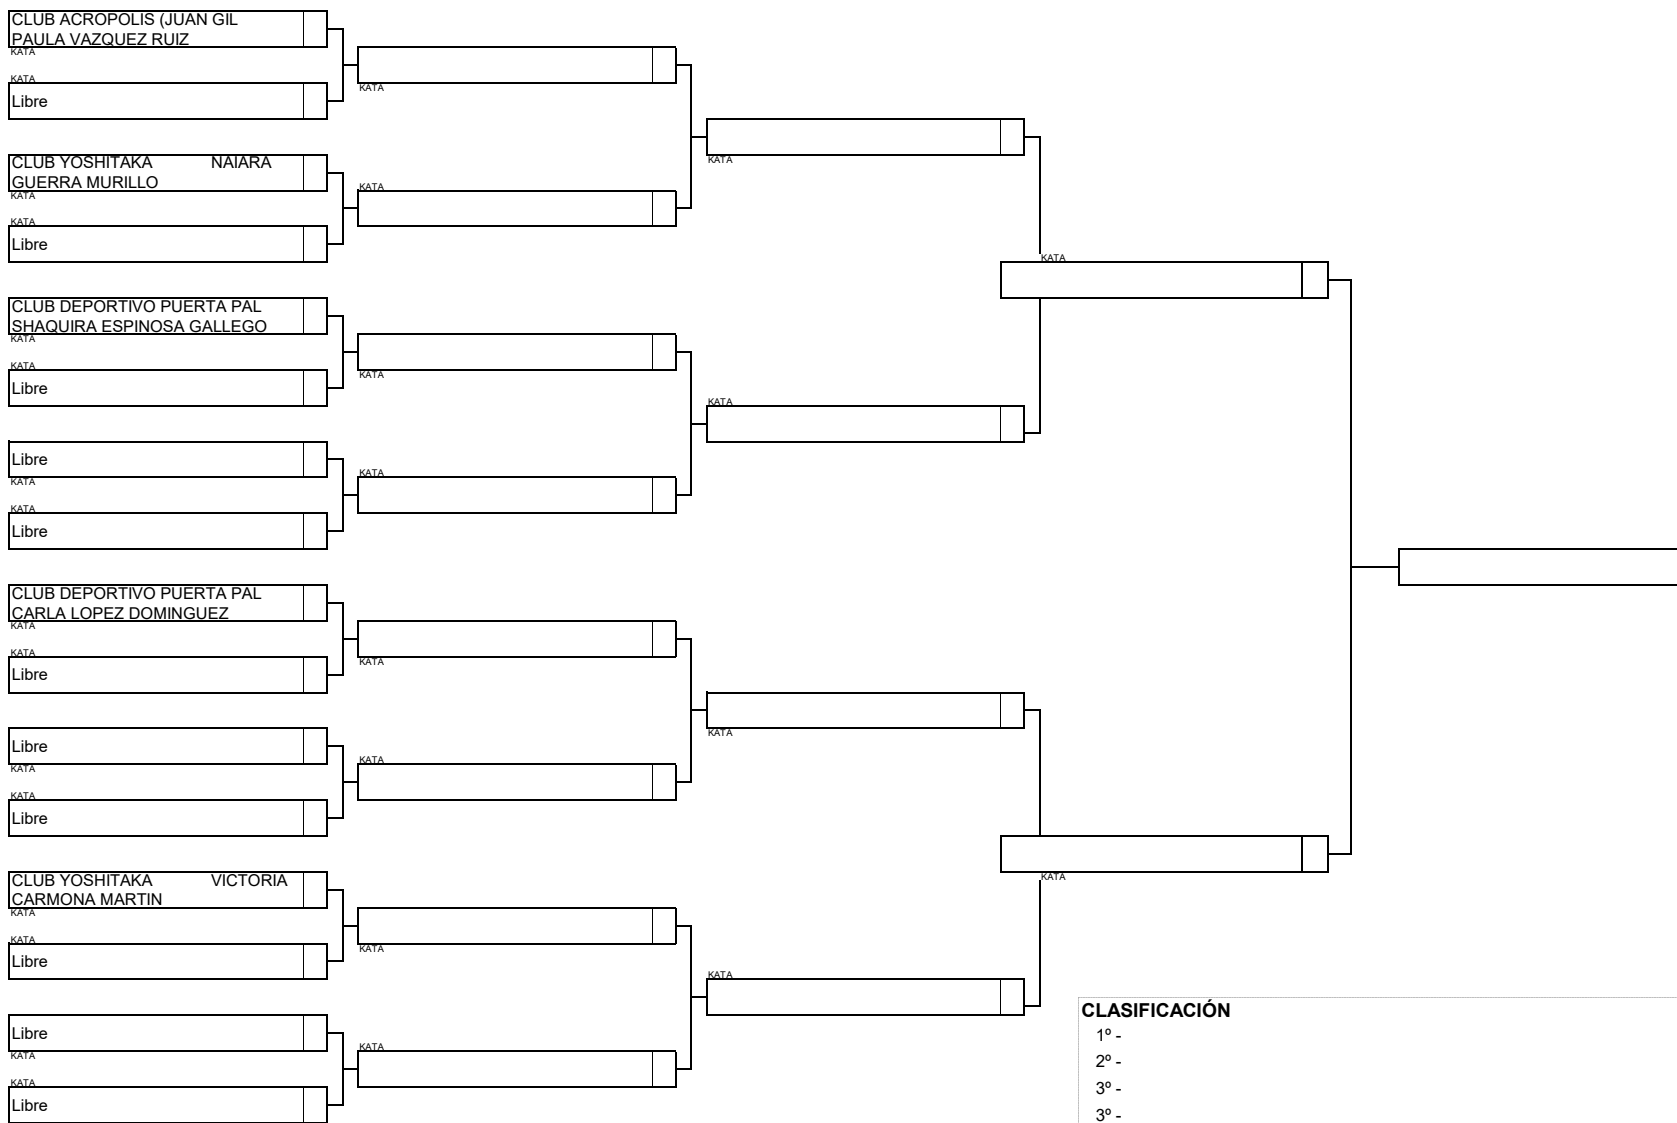 CLUB ACROPOLIS (JUAN GIL
PAULA VAZQUEZ RUIZ
KATA
KATA
Libre
CLUB YOSHITAKA NAIARA
GUERRA MURILLO
KATA
KATA
Libre
CLUB DEPORTIVO PUERTA PAL
SHAQUIRA ESPINOSA GALLEGO
KATA
KATA
Libre
Libre
KATA
KATA
Libre
CLUB DEPORTIVO PUERTA PAL
CARLA LOPEZ DOMINGUEZ
KATA
KATA
Libre
Libre
KATA
KATA
Libre
CLUB YOSHITAKA VICTORIA
CARMONA MARTIN
KATA
KATA
Libre
Libre
KATA
KATA
Libre
KATA
KATA
KATA
KATA
KATA
KATA
KATA
KATA
KATA
KATA
KATA
KATA
KATA
KATA
CLASIFICACIÓN
1º -
2º -
3º -
3º -